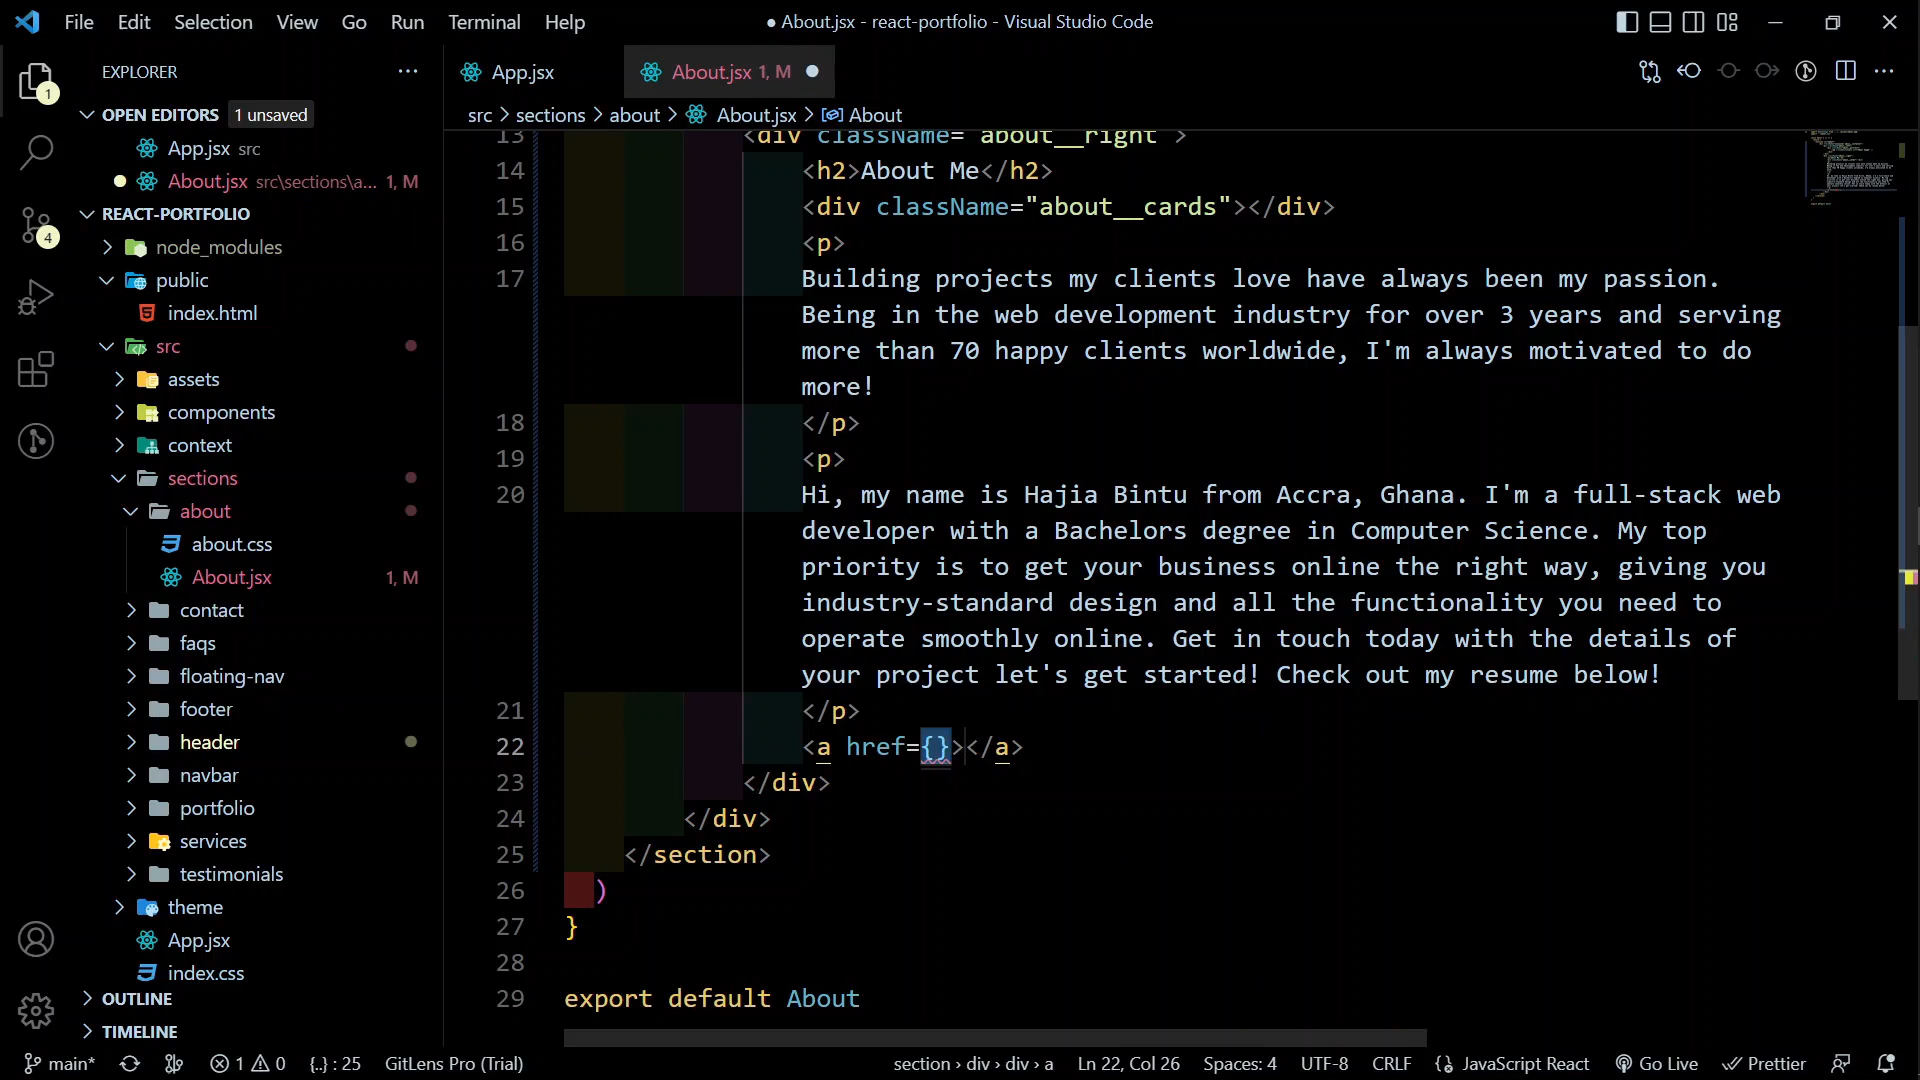 File Edit Selection View Go Run Terminal Help
● About.jsx - react-portfolio - Visual Studio Code
EXPLORER
OPEN EDITORS 1 unsaved
App.jsx src
About.jsx src\sections\a... 1, M
REACT-PORTFOLIO
node_modules
public
index.html
src
assets
components
context
sections
about
about.css
About.jsx 1, M
contact
faqs
floating-nav
footer
header
navbar
portfolio
services
testimonials
theme
App.jsx
index.css
OUTLINE
TIMELINE
1
4
App.jsx
About.jsx 1, M
src > sections > about > About.jsx > About
13 <div className="about__right">
14 <h2>About Me</h2>
15 <div className="about__cards"></div>
16 <p>
17 Building projects my clients love have always been my passion.
Being in the web development industry for over 3 years and serving
more than 70 happy clients worldwide, I'm always motivated to do
more!
18 </p>
19 <p>
20 Hi, my name is Hajia Bintu from Accra, Ghana. I'm a full-stack web
developer with a Bachelors degree in Computer Science. My top
priority is to get your business online the right way, giving you
industry-standard design and all the functionality you need to
operate smoothly online. Get in touch today with the details of
your project let's get started! Check out my resume below!
21 </p>
22 <a href={}></a>
23 </div>
24 </div>
25 </section>
26 )
27 }
28
29 export default About
main* 1 0 {..} : 25 GitLens Pro (Trial) section › div › div › a Ln 22, Col 26 Spaces: 4 UTF-8 CRLF JavaScript React Go Live Prettier